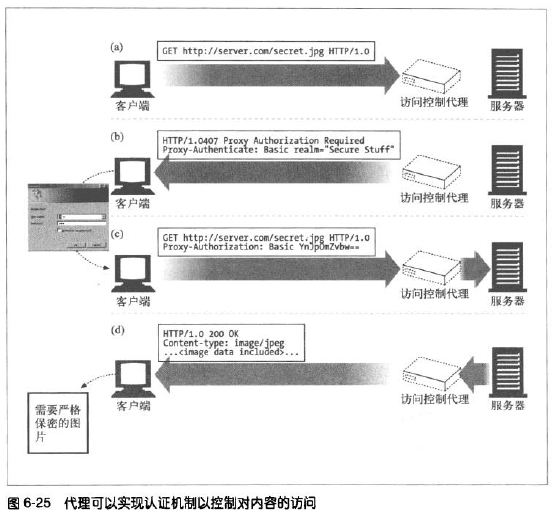 (a)
GET http://server.com/secret.jpg HTTP/1.0
客户端
访问控制代理
服务器
(b)
HTTP/1.0407 Proxy Authorization Required
Proxy-Authenticate: Basic realm="Secure Stuff"
客户端
访问控制代理
服务器
(c)
GET http://server.com/secret.jpg HTTP/1.0
Proxy-Authorization: Basic YnJpOmZvbw==
客户端
访问控制代理
服务器
(d)
HTTP/1.0 200 OK
Content-type: image/jpeg
...<image data included>...
客户端
访问控制代理
服务器
需要严格
保密的图
片
图 6-25 代理可以实现认证机制以控制对内容的访问